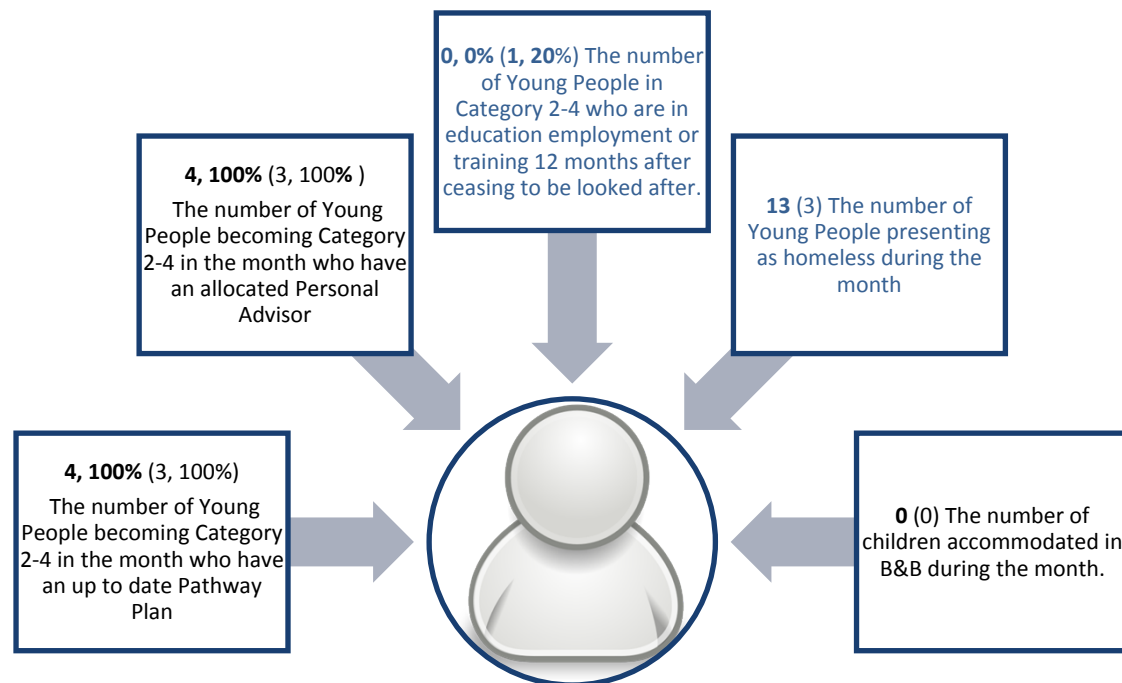 0, 0% (1, 20%) The number
of Young People in
Category 2-4 who are in
education employment or
training 12 months after
ceasing to be looked after.
4, 100% (3, 100% )
The number of Young
People becoming Category
2-4 in the month who have
an allocated Personal
Advisor
13 (3) The number of
Young People presenting
as homeless during the
month
4, 100% (3, 100%)
The number of Young
People becoming Category
2-4 in the month who have
an up to date Pathway
Plan
0 (0) The number of
children accommodated in
B&B during the month.